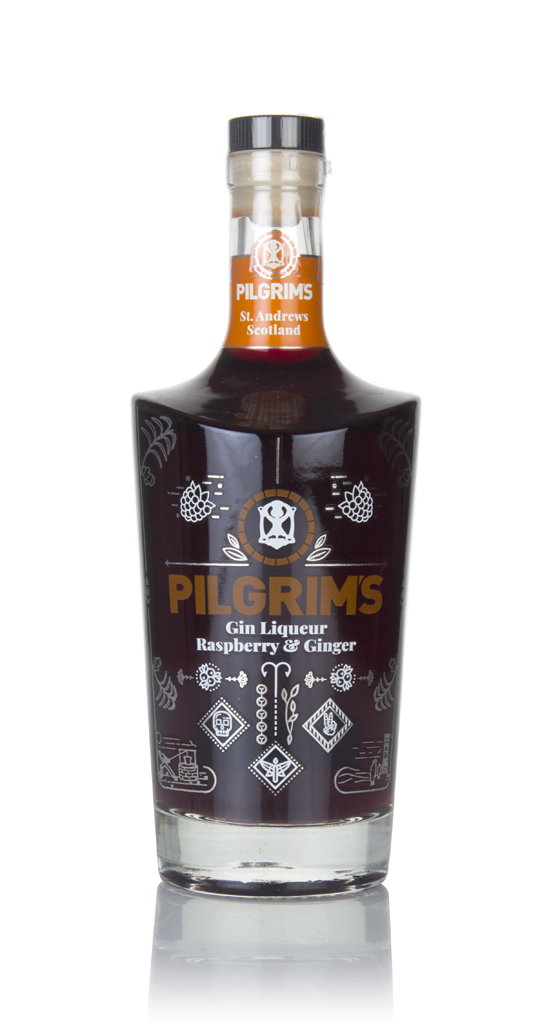 PILGRIMS
St. Andrews
Scotland
PILGRIM'S
Gin Liqueur
Raspberry & Ginger